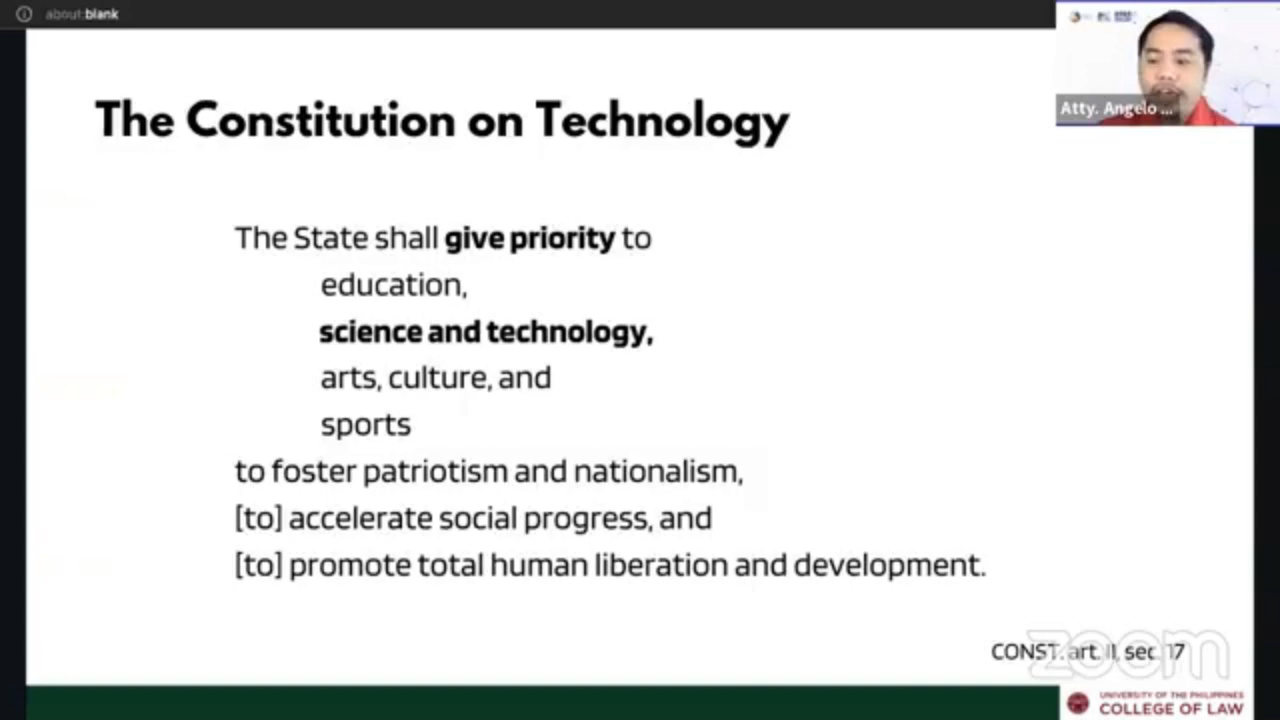 about:blank
Atty. Angelo ...
The Constitution on Technology
The State shall give priority to
education,
science and technology,
arts, culture, and
sports
to foster patriotism and nationalism,
[to] accelerate social progress, and
[to] promote total human liberation and development.
CONST. art. II, sec. 17
zoom
UNIVERSITY OF THE PHILIPPINES
COLLEGE OF LAW